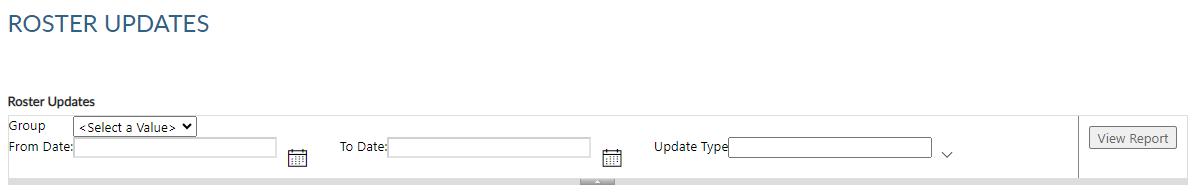 ROSTER UPDATES
Roster Updates
Group <Select a Value>
From Date: To Date: Update Type
View Report